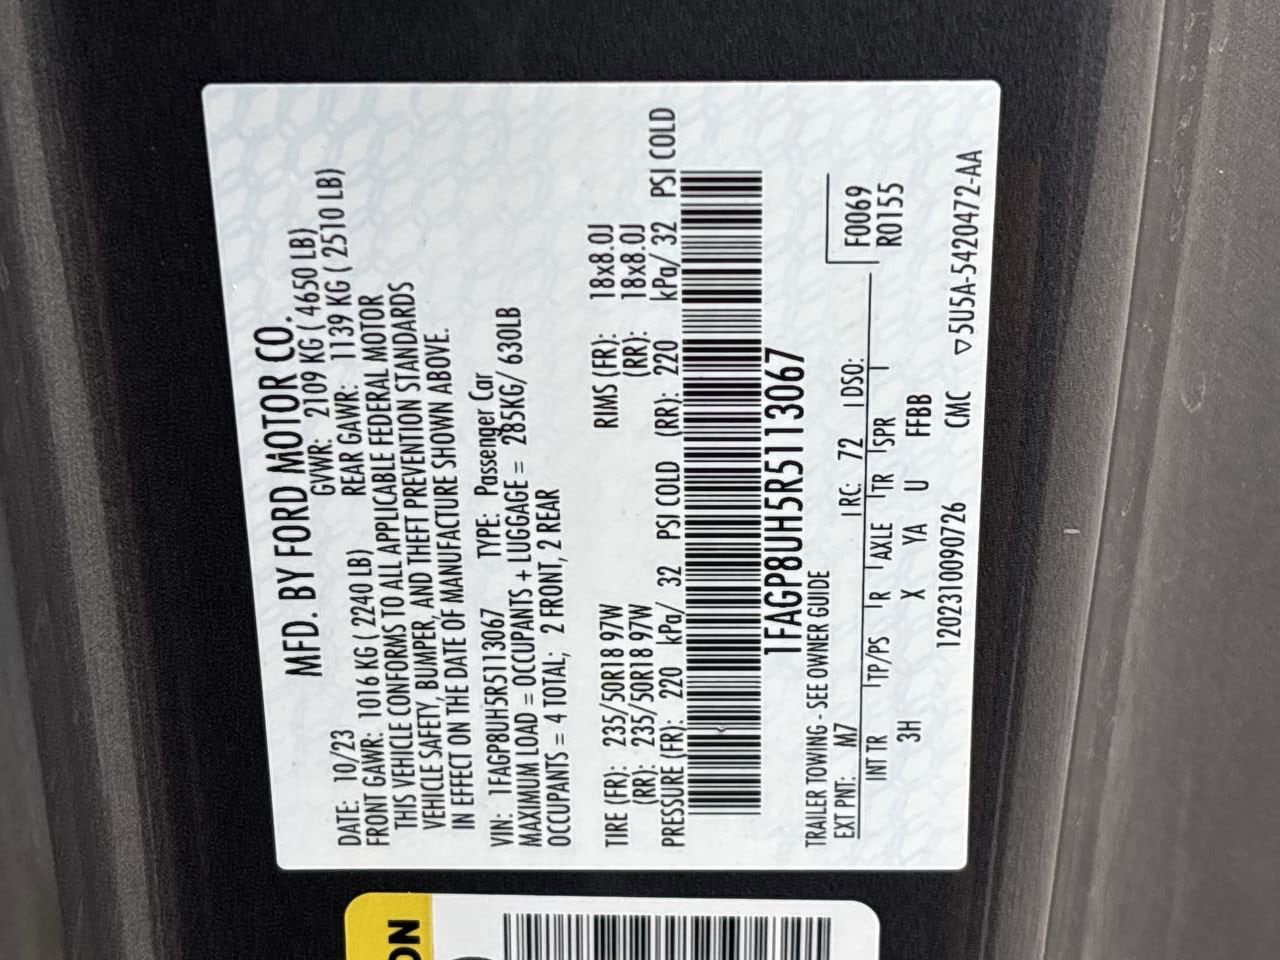 MFD. BY FORD MOTOR CO.
DATE: 10/23 GVWR: 2109 KG ( 4650 LB)
FRONT GAWR: 1016 KG ( 2240 LB) REAR GAWR: 1139 KG ( 2510 LB)
THIS VEHICLE CONFORMS TO ALL APPLICABLE FEDERAL MOTOR
VEHICLE SAFETY, BUMPER, AND THEFT PREVENTION STANDARDS
IN EFFECT ON THE DATE OF MANUFACTURE SHOWN ABOVE.
VIN: 1FAGP8UH5R5113067 TYPE: Passenger Car
MAXIMUM LOAD = OCCUPANTS + LUGGAGE = 285KG/ 630LB
OCCUPANTS = 4 TOTAL; 2 FRONT, 2 REAR
TIRE (FR): 235/50R18 97W RIMS (FR): 18x8.0J
(RR): 235/50R18 97W (RR): 18x8.0J
PRESSURE (FR): 220 kPa/ 32 PSI COLD (RR): 220 kPa/ 32 PSI COLD
1FAGP8UH5R5113067
TRAILER TOWING - SEE OWNER GUIDE
F0069
R0155
EXT PNT: M7 RC: 72 DSO:
INT TR TP/PS R AXLE TR SPR
3H X YA U FFBB
1202310090726 CMC ▽5U5A-5420472-AA
ON